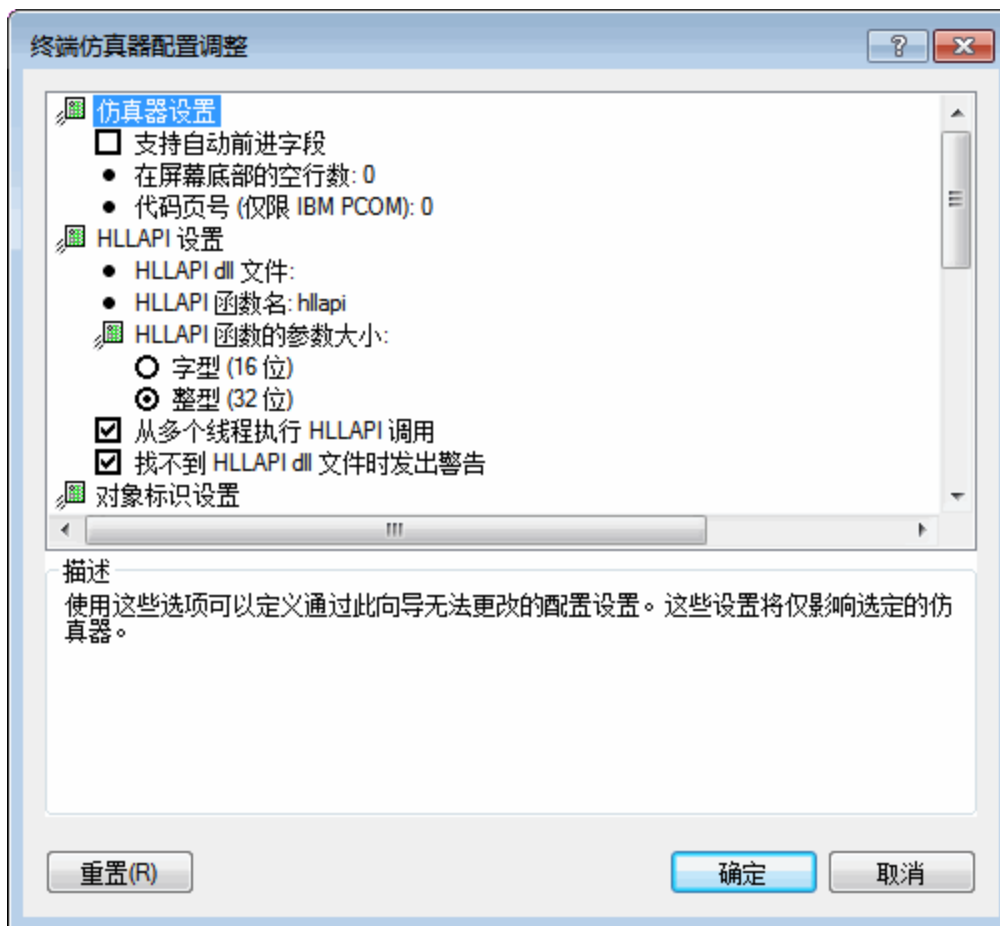 终端仿真器配置调整
仿真器设置
支持自动前进字段
在屏幕底部的空行数: 0
代码页号 (仅限 IBM PCOM): 0
HLLAPI 设置
HLLAPI dll 文件:
HLLAPI 函数名: hllapi
HLLAPI 函数的参数大小:
字型 (16 位)
整型 (32 位)
从多个线程执行 HLLAPI 调用
找不到 HLLAPI dll 文件时发出警告
对象标识设置
描述
使用这些选项可以定义通过此向导无法更改的配置设置。这些设置将仅影响选定的仿
真器。
重置(R)
确定
取消